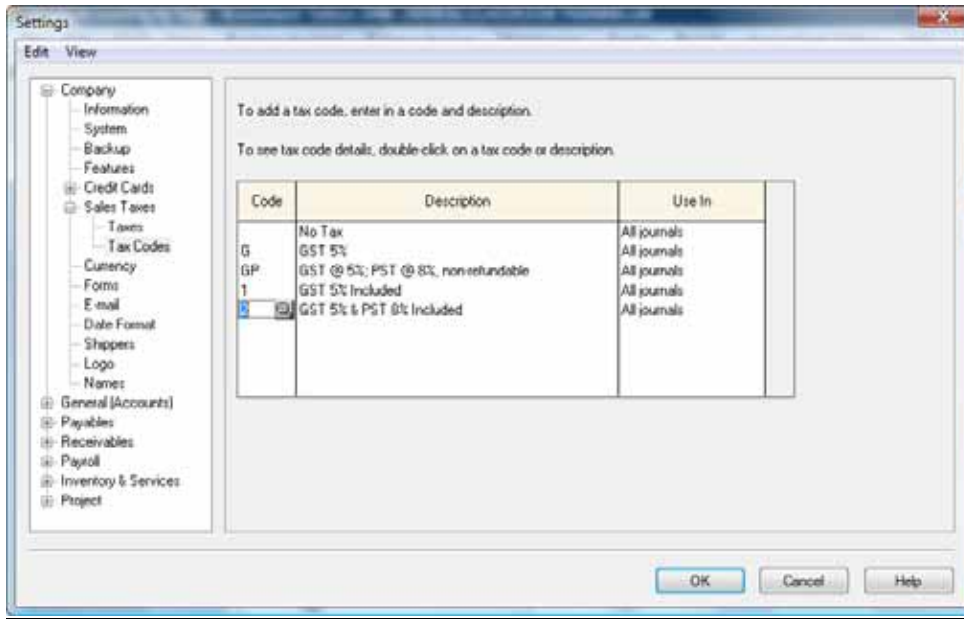 Settings
Edit View
Company
Information
System
Backup
Features
Credit Cards
Sales Taxes
Taxes
Tax Codes
Currency
Forms
E-mail
Date Format
Shippers
Logo
Names
General (Accounts)
Payables
Receivables
Payroll
Inventory & Services
Project
To add a tax code, enter in a code and description.
To see tax code details, double-click on a tax code or description.
Code Description Use In
No Tax All journals
G GST 5% All journals
GP GST @ 5%; PST @ 8%, non-refundable All journals
1 GST 5% Included All journals
2 GST 5% & PST 8% Included All journals
OK Cancel Help